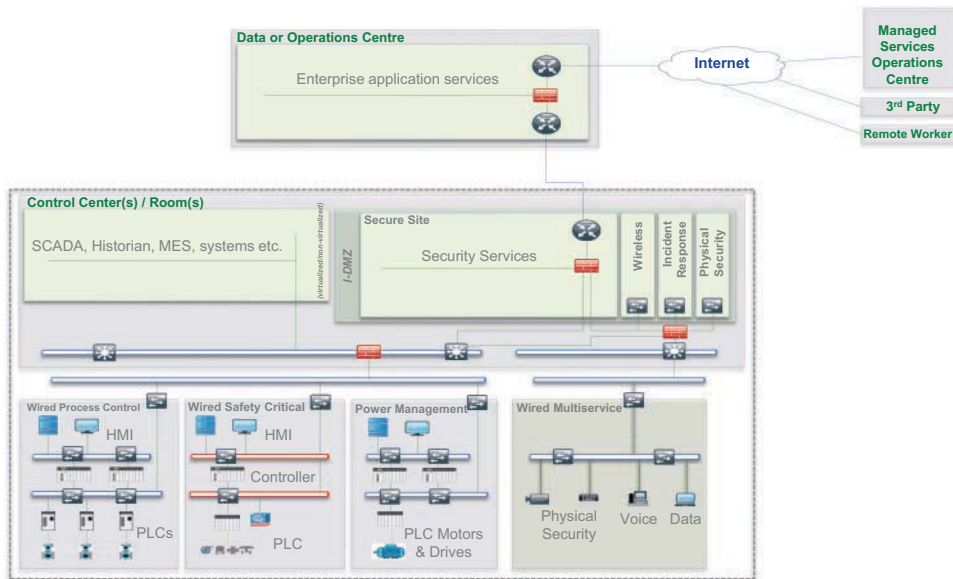 Data or Operations Centre
Enterprise application services
Internet
Managed
Services
Operations
Centre
3rd Party
Remote Worker
Control Center(s) / Room(s)
SCADA, Historian, MES, systems etc.
(virtualized/non-virtualized)
I-DMZ
Secure Site
Security Services
Wireless
Incident
Response
Physical
Security
Wired Process Control
HMI
PLCs
Wired Safety Critical
HMI
Controller
PLC
Power Management
PLC Motors
& Drives
Wired Multiservice
Physical
Security
Voice
Data